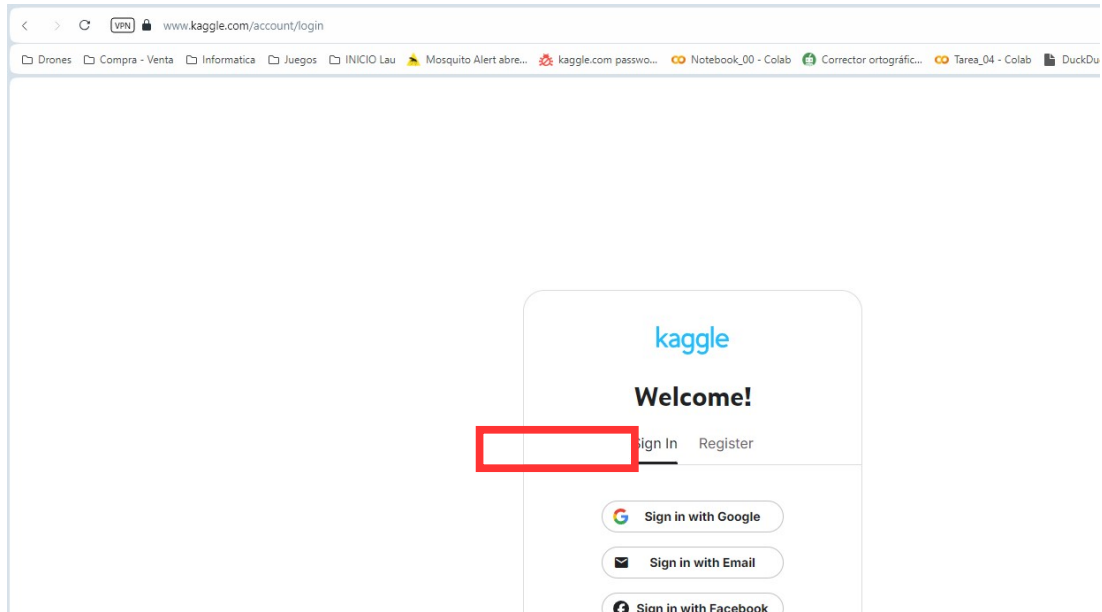 VPN www.kaggle.com/account/login
Drones Compra - Venta Informatica Juegos INICIO Lau Mosquito Alert abre... kaggle.com passwo... Notebook_00 - Colab Corrector ortográfic... Tarea_04 - Colab DuckDu
kaggle
Welcome!
Sign In Register
Sign in with Google
Sign in with Email
Sign in with Facebook